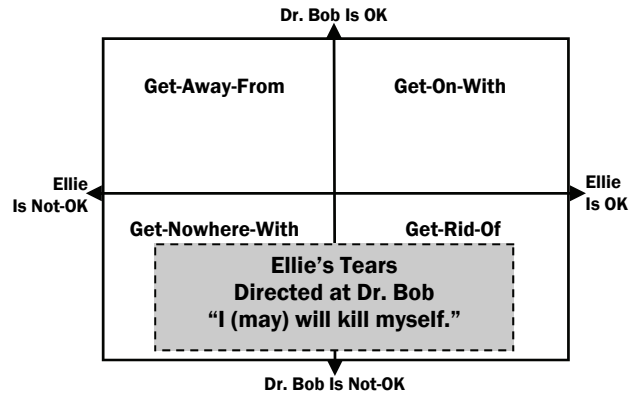 Dr. Bob Is OK
Get-Away-From
Get-On-With
Ellie
Is Not-OK
Ellie
Is OK
Get-Nowhere-With
Get-Rid-Of
Ellie’s Tears
Directed at Dr. Bob
“I (may) will kill myself.”
Dr. Bob Is Not-OK